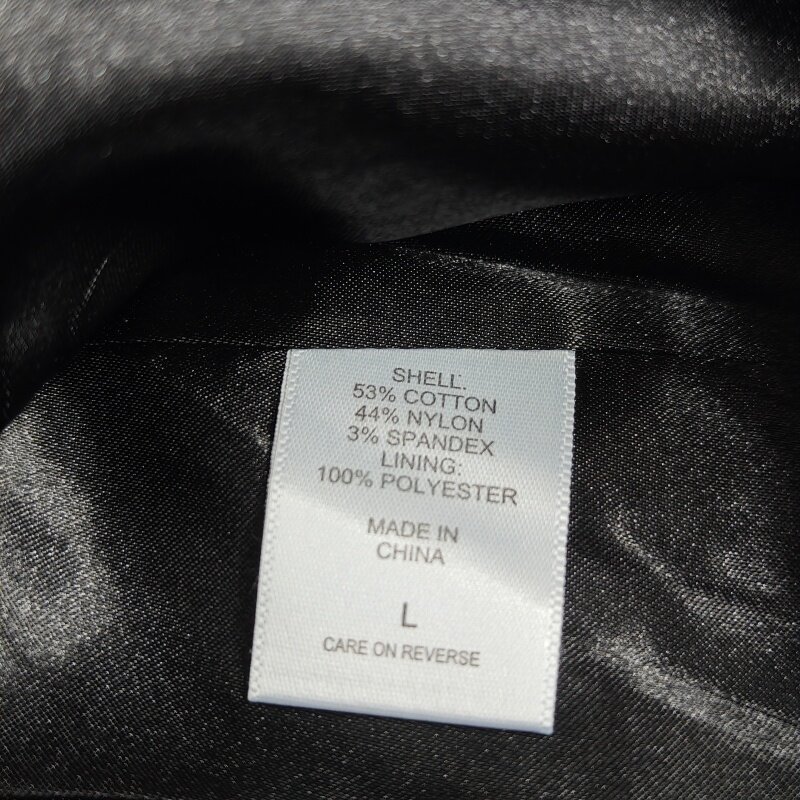 SHELL:
53% COTTON
44% NYLON
3% SPANDEX
LINING:
100% POLYESTER
MADE IN
CHINA
L
CARE ON REVERSE